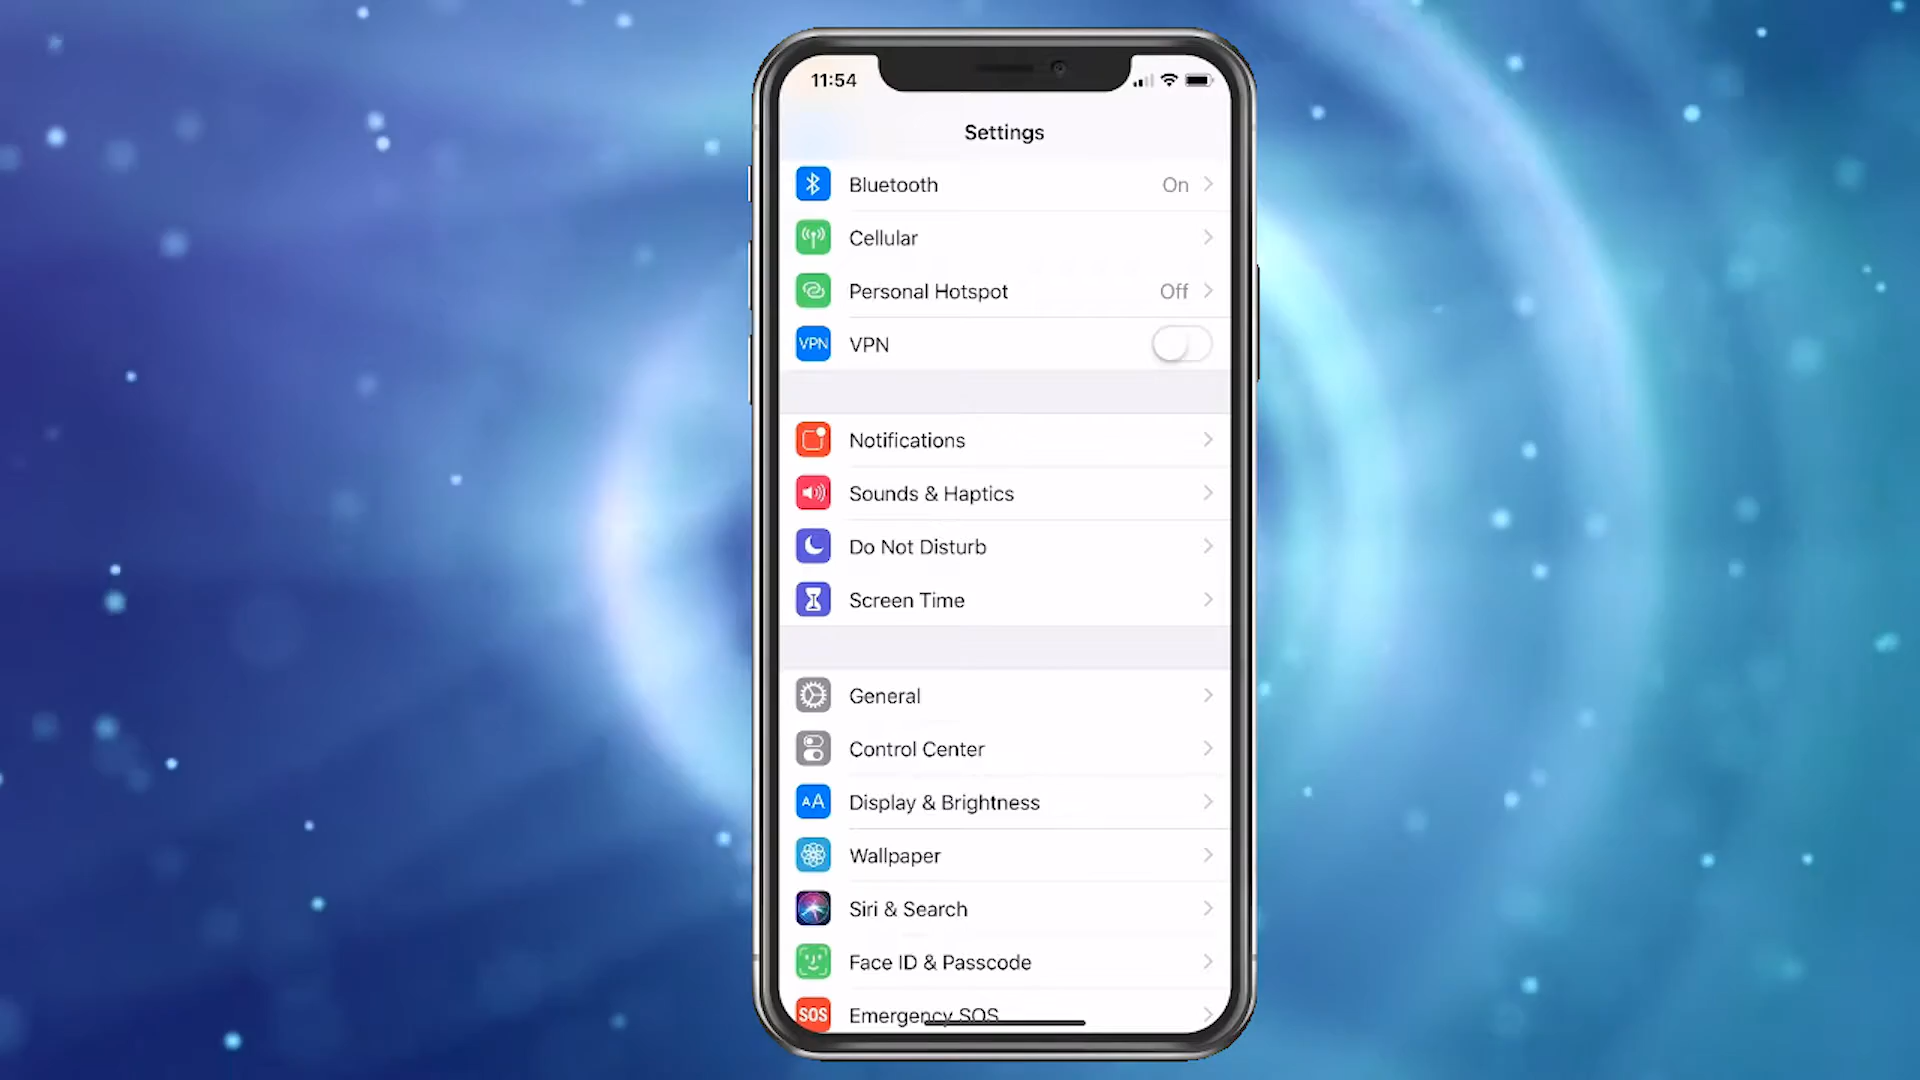 11:54
Settings
Bluetooth On
Cellular
Personal Hotspot Off
VPN VPN
Notifications
Sounds & Haptics
Do Not Disturb
Screen Time
General
Control Center
AA Display & Brightness
Wallpaper
Siri & Search
Face ID & Passcode
SOS Emergency SOS